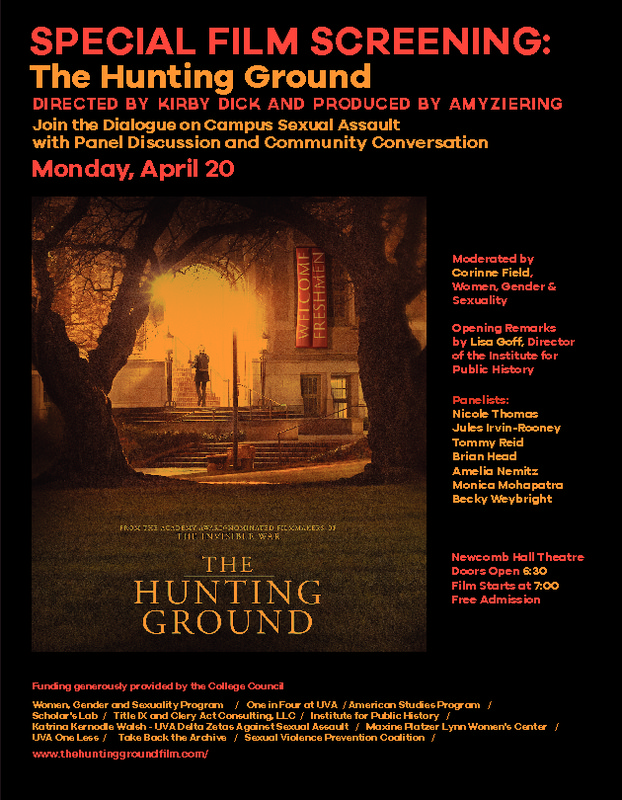 SPECIAL FILM SCREENING:
The Hunting Ground
DIRECTED BY KIRBY DICK AND PRODUCED BY AMYZIERING
Join the Dialogue on Campus Sexual Assault
with Panel Discussion and Community Conversation
Monday, April 20
WELCOME
FRESHMEN
FROM THE ACADEMY AWARD®-NOMINATED FILMMAKERS OF
THE INVISIBLE WAR
THE
HUNTING
GROUND
Moderated by
Corinne Field,
Women, Gender &
Sexuality
Opening Remarks
by Lisa Goff, Director
of the Institute for
Public History
Panelists:
Nicole Thomas
Jules Irvin-Rooney
Tommy Reid
Brian Head
Amelia Nemitz
Monica Mohapatra
Becky Weybright
Newcomb Hall Theatre
Doors Open 6:30
Film Starts at 7:00
Free Admission
Funding generously provided by the College Council
Women, Gender and Sexuality Program / One in Four at UVA / American Studies Program /
Scholar's Lab / Title IX and Clery Act Consulting, LLC / Institute for Public History /
Katrina Kernodle Walsh - UVA Delta Zetas Against Sexual Assault / Maxine Platzer Lynn Women's Center /
UVA One Less / Take Back the Archive / Sexual Violence Prevention Coalition /
www.thehuntinggroundfilm.com/